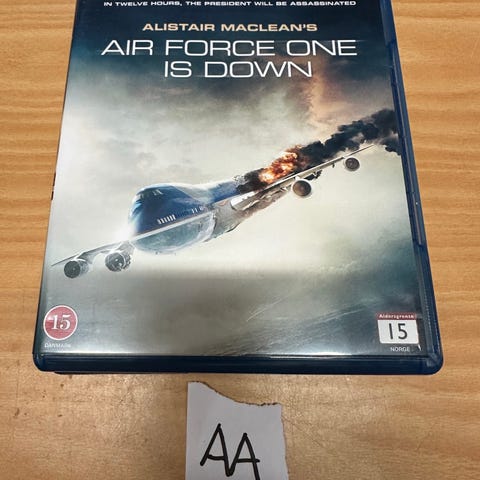 IN TWELVE HOURS, THE PRESIDENT WILL BE ASSASSINATED
ALISTAIR MACLEAN'S
AIR FORCE ONE
IS DOWN
15
DANMARK
Aldersgrense
15
NORGE
AA